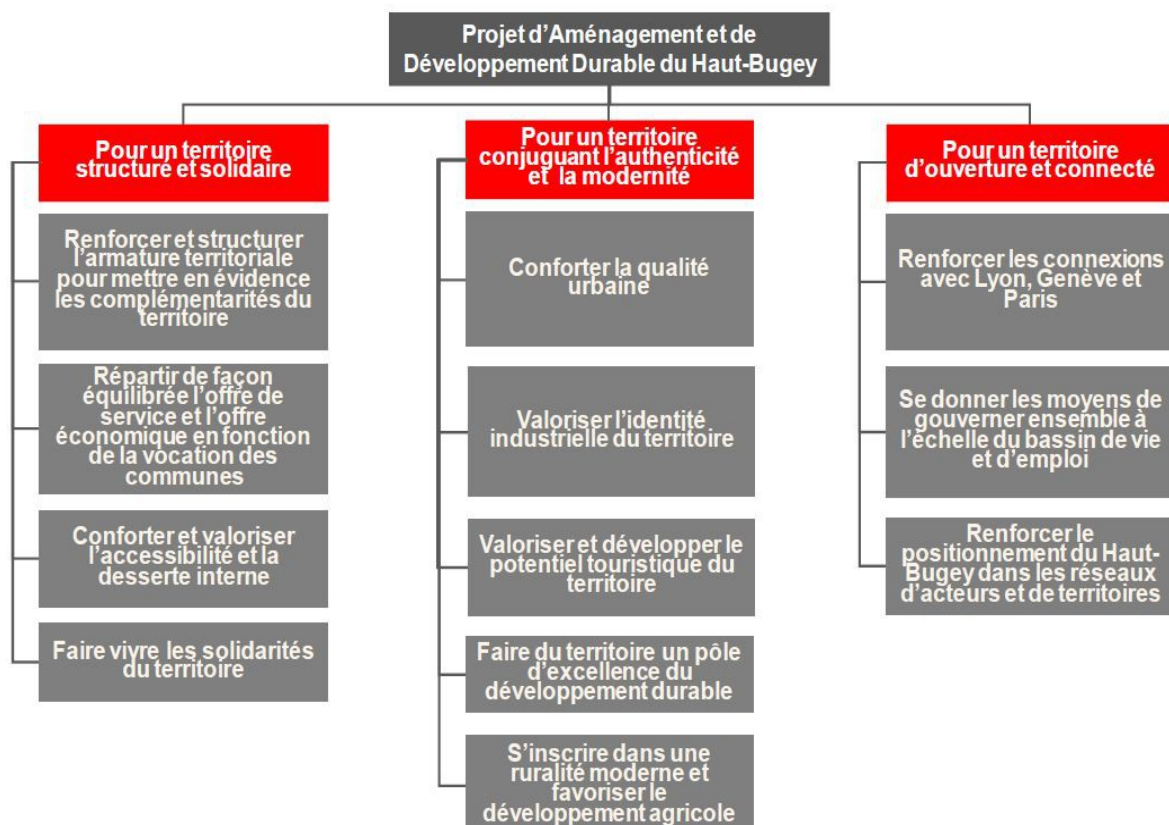 Projet d’Aménagement et de
Développement Durable du Haut-Bugey
Pour un territoire
structuré et solidaire
Renforcer et structurer
l’armature territoriale
pour mettre en évidence
les complémentarités du
territoire
Répartir de façon
équilibrée l’offre de
service et l’offre
économique en fonction
de la vocation des
communes
Conforter et valoriser
l’accessibilité et la
desserte interne
Faire vivre les solidarités
du territoire
Pour un territoire
conjuguant l’authenticité
et la modernité
Conforter la qualité
urbaine
Valoriser l’identité
industrielle du territoire
Valoriser et développer le
potentiel touristique du
territoire
Faire du territoire un pôle
d’excellence du
développement durable
S’inscrire dans une
ruralité moderne et
favoriser le
développement agricole
Pour un territoire
d’ouverture et connecté
Renforcer les connexions
avec Lyon, Genève et
Paris
Se donner les moyens de
gouverner ensemble à
l’échelle du bassin de vie
et d’emploi
Renforcer le
positionnement du Haut-
Bugey dans les réseaux
d’acteurs et de territoires